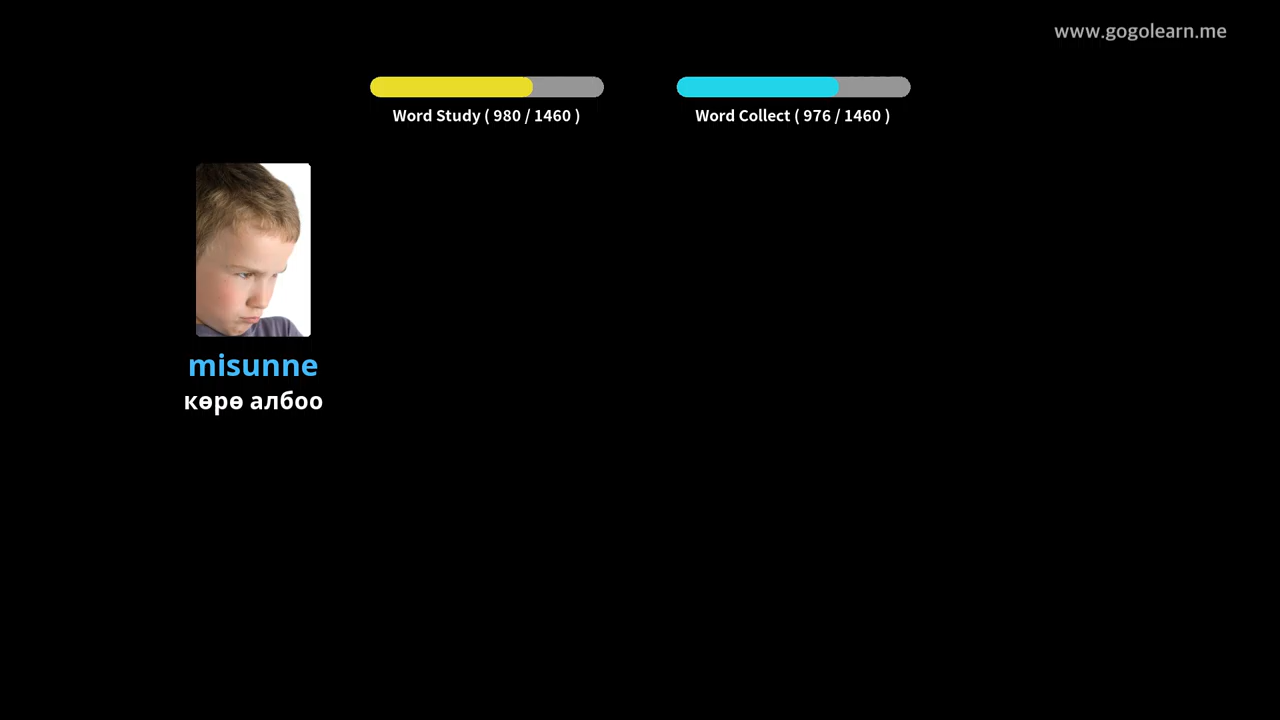 www.gogolearn.me
Word Study ( 980 / 1460 )
Word Collect ( 976 / 1460 )
misunne
көрө албоо